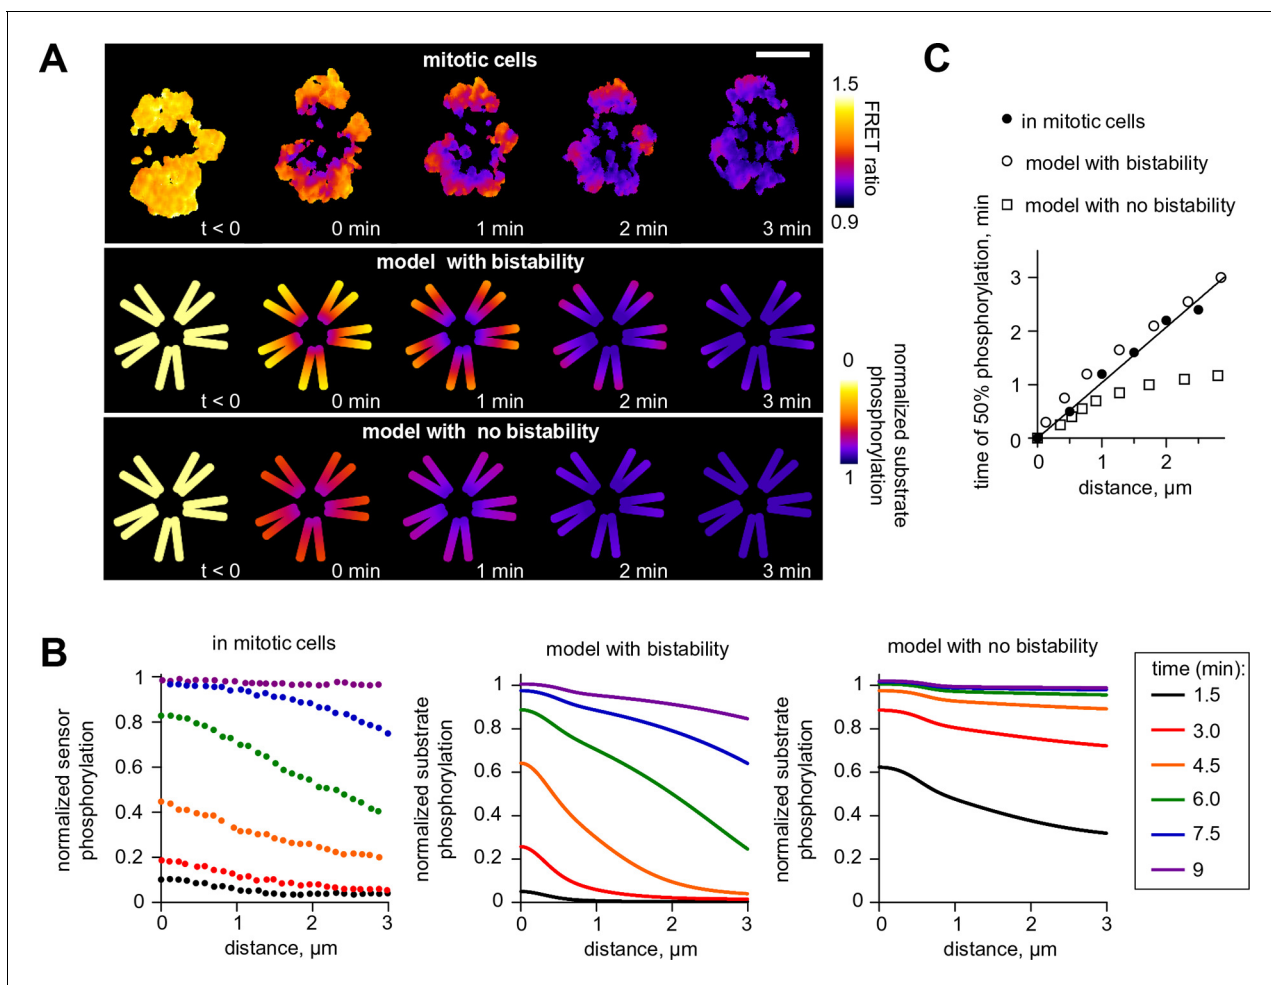 A
mitotic cells
t < 0
0 min
1 min
2 min
3 min
1.5
FRET ratio
0.9
model with bistability
t < 0
0 min
1 min
2 min
3 min
model with no bistability
t < 0
0 min
1 min
2 min
3 min
0
normalized substrate
phosphorylation
1
C
in mitotic cells
model with bistability
model with no bistability
time of 50% phosphorylation, min
3
2
1
0
0 1 2
distance, µm
B
in mitotic cells
normalized sensor
phosphorylation
1
0.8
0.6
0.4
0.2
0
0 1 2 3
distance, µm
model with bistability
normalized substrate
phosphorylation
1
0.8
0.6
0.4
0.2
0
0 1 2 3
distance, µm
model with no bistability
normalized substrate
phosphorylation
1
0.8
0.6
0.4
0.2
0
0 1 2 3
distance, µm
time (min):
1.5
3.0
4.5
6.0
7.5
9